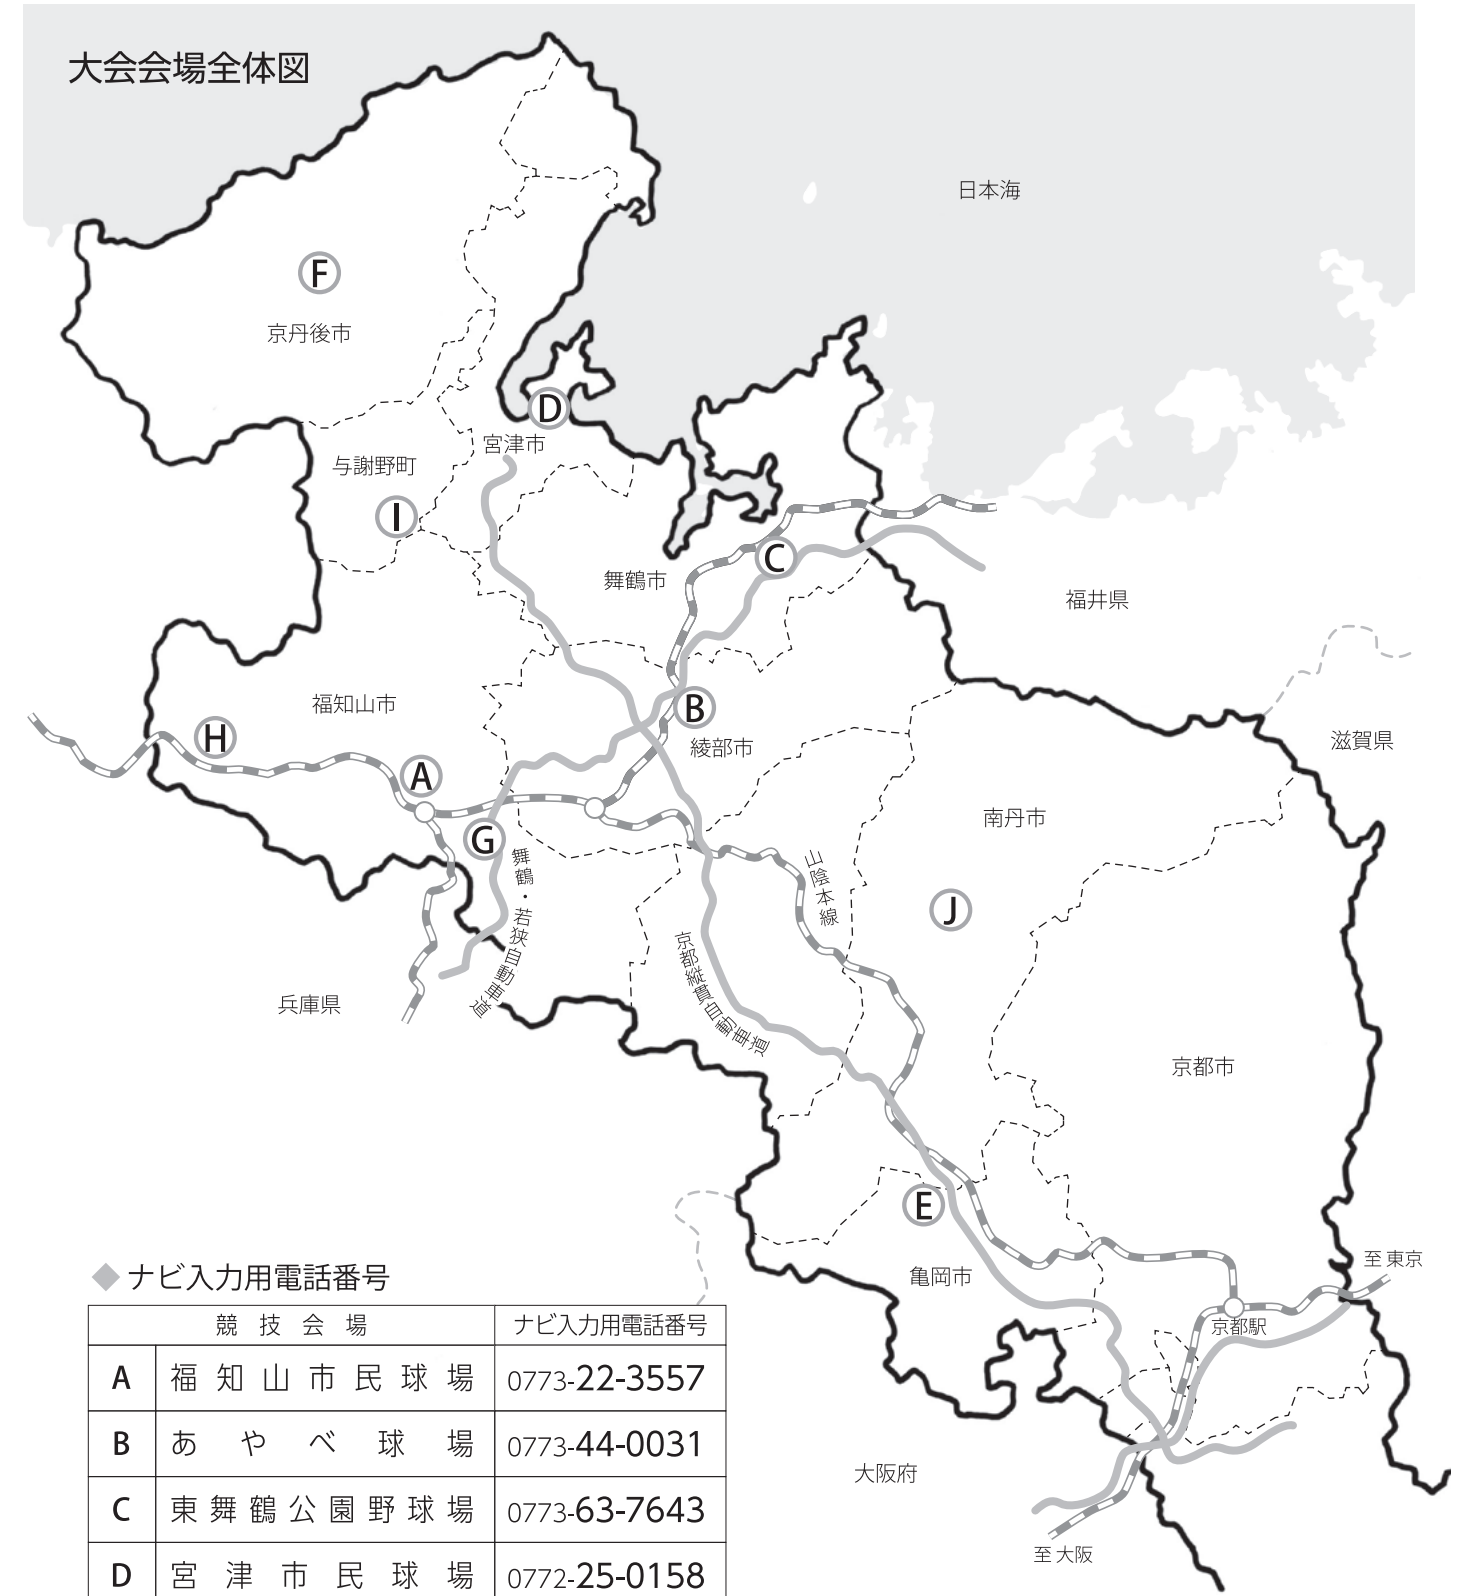 大会会場全体図
日本海
F
京丹後市
D
宮津市
与謝野町
I
C
舞鶴市
福井県
福知山市
B
綾部市
H
滋賀県
A
南丹市
G
舞鶴・若狭自動車道
山陰本線
J
京都縦貫自動車道
兵庫県
京都市
E
亀岡市
至 東京
京都駅
大阪府
至 大阪
◆ ナビ入力用電話番号
競技会場 ナビ入力用電話番号
A 福知山市民球場 0773-22-3557
B あやべ球場 0773-44-0031
C 東舞鶴公園野球場 0773-63-7643
D 宮津市民球場 0772-25-0158